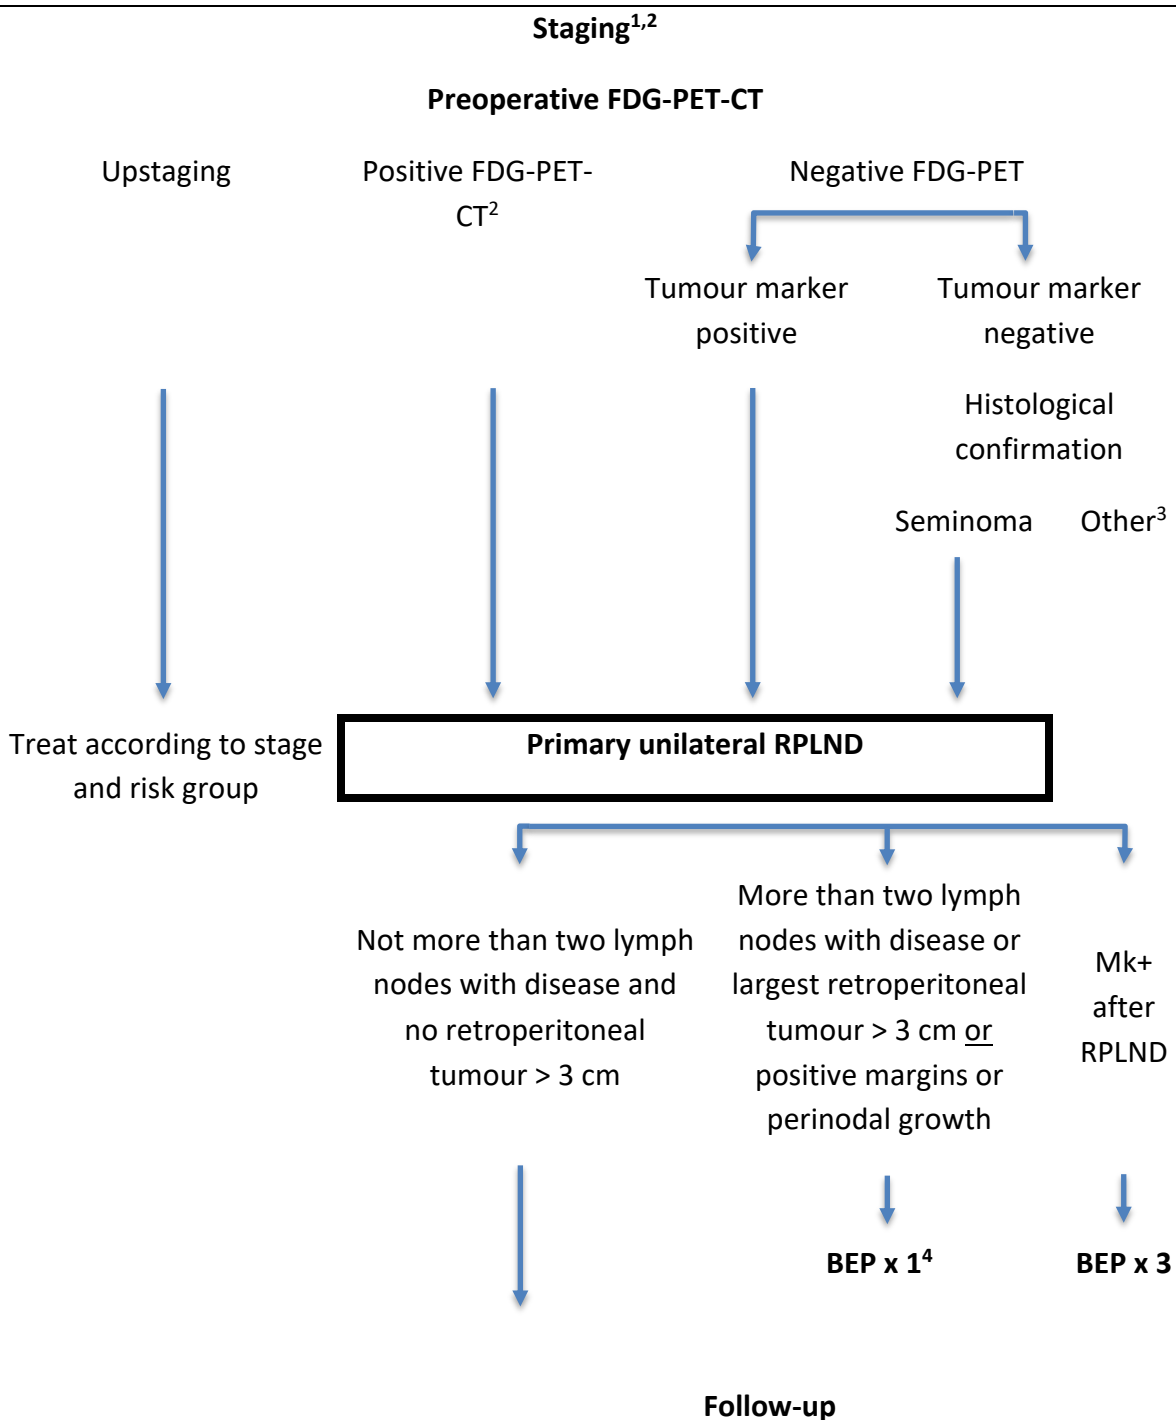 Staging1,2
Preoperative FDG-PET-CT
Upstaging
Positive FDG-PET-
CT2
Negative FDG-PET
Tumour marker
positive
Tumour marker
negative
Histological
confirmation
Seminoma
Other3
Treat according to stage
and risk group
Primary unilateral RPLND
Not more than two lymph
nodes with disease and
no retroperitoneal
tumour > 3 cm
More than two lymph
nodes with disease or
largest retroperitoneal
tumour > 3 cm or
positive margins or
perinodal growth
Mk+
after
RPLND
BEP x 14
BEP x 3
Follow-up